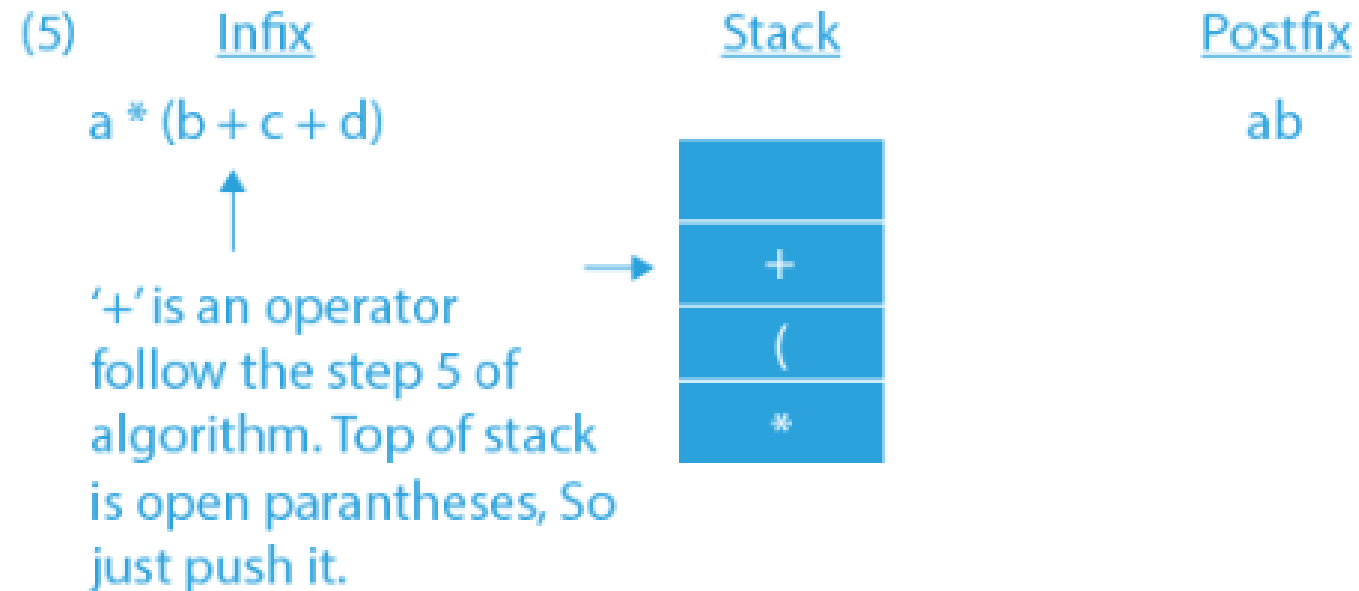 (5) Infix Stack Postfix
a * (b + c + d) ab
'+' is an operator
follow the step 5 of
algorithm. Top of stack
is open parantheses, So
just push it.
+
(
*